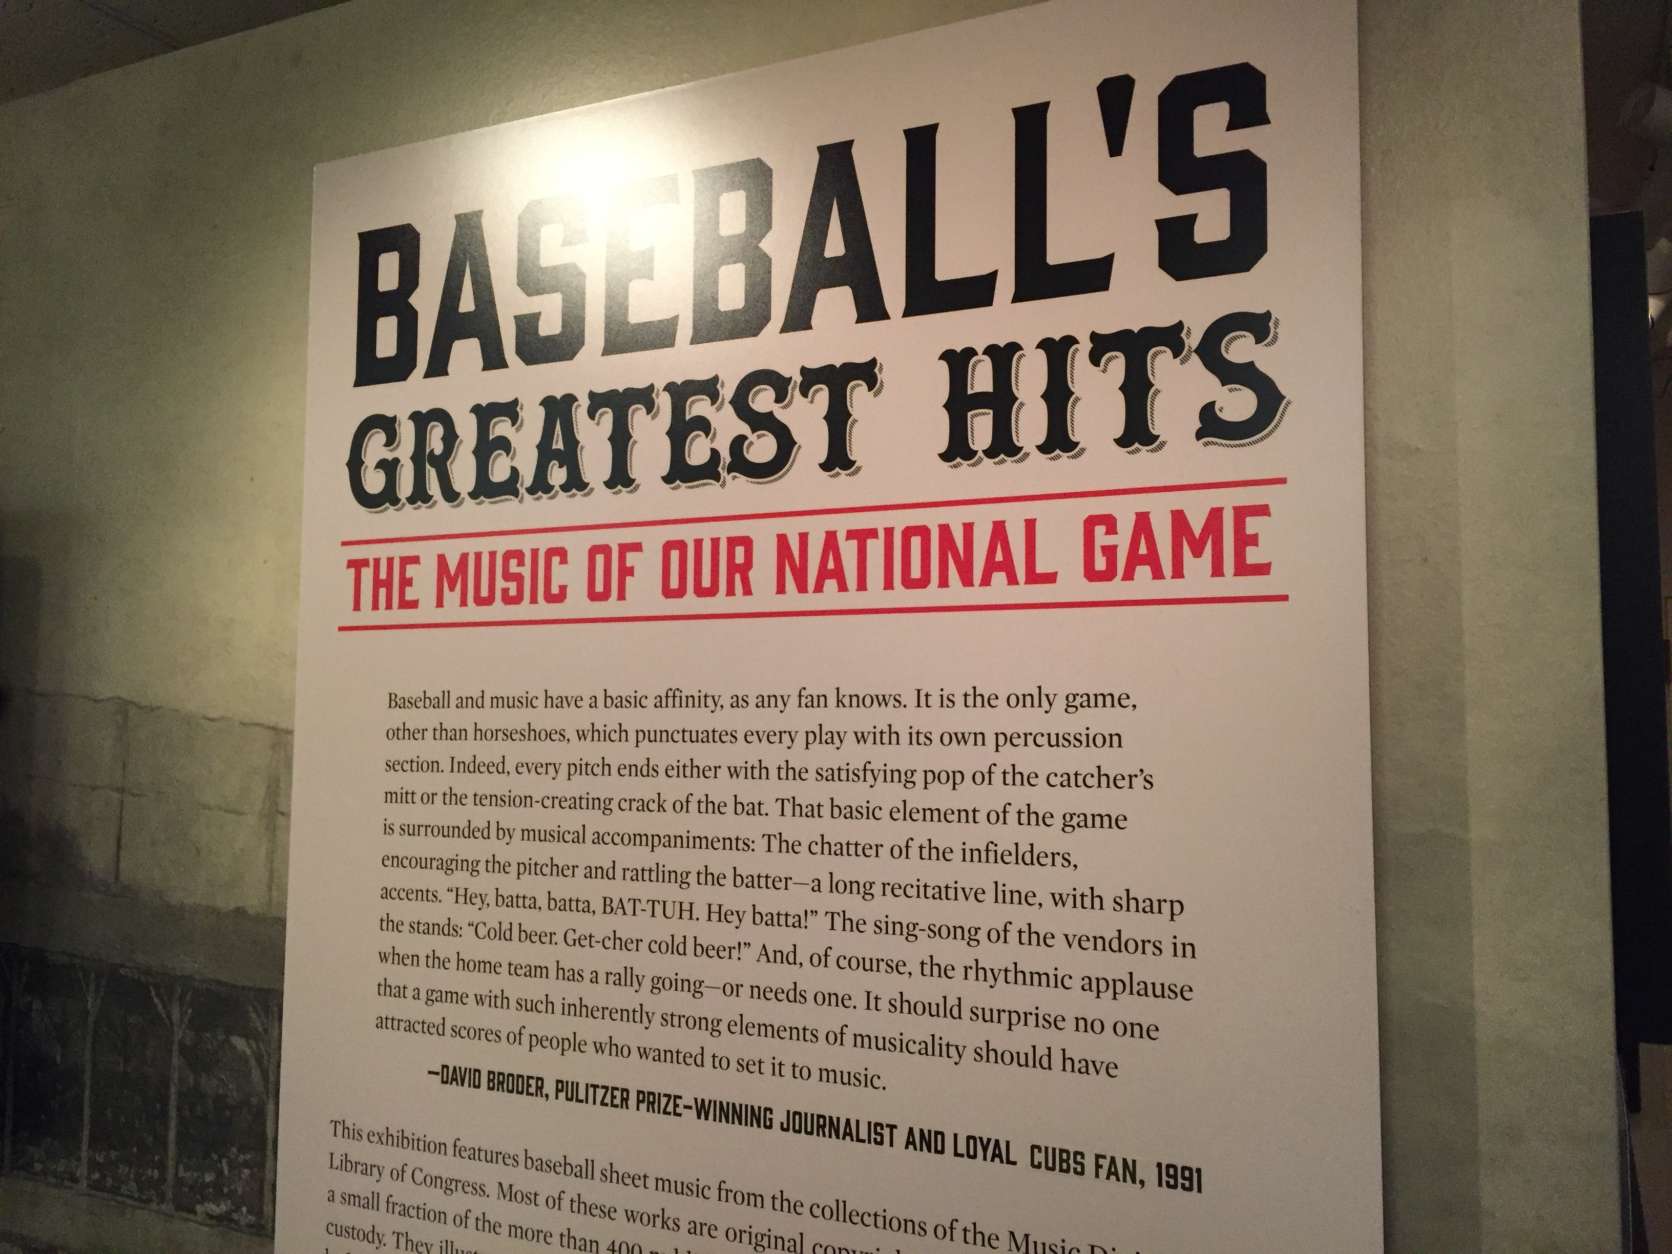 BASEBALL'S
GREATEST HITS
THE MUSIC OF OUR NATIONAL GAME
Baseball and music have a basic affinity, as any fan knows. It is the only game,
other than horseshoes, which punctuates every play with its own percussion
section. Indeed, every pitch ends either with the satisfying pop of the catcher’s
mitt or the tension-creating crack of the bat. That basic element of the game
is surrounded by musical accompaniments: The chatter of the infielders,
encouraging the pitcher and rattling the batter—a long recitative line, with sharp
accents. “Hey, batta, batta, BAT-TUH. Hey batta!” The sing-song of the vendors in
the stands: “Cold beer. Get-cher cold beer!” And, of course, the rhythmic applause
when the home team has a rally going—or needs one. It should surprise no one
that a game with such inherently strong elements of musicality should have
attracted scores of people who wanted to set it to music.
—DAVID BRODER, PULITZER PRIZE-WINNING JOURNALIST AND LOYAL CUBS FAN, 1991
This exhibition features baseball sheet music from the collections of the Music
Library of Congress. Most of these works are original
a small fraction of the more than 400
custody. They